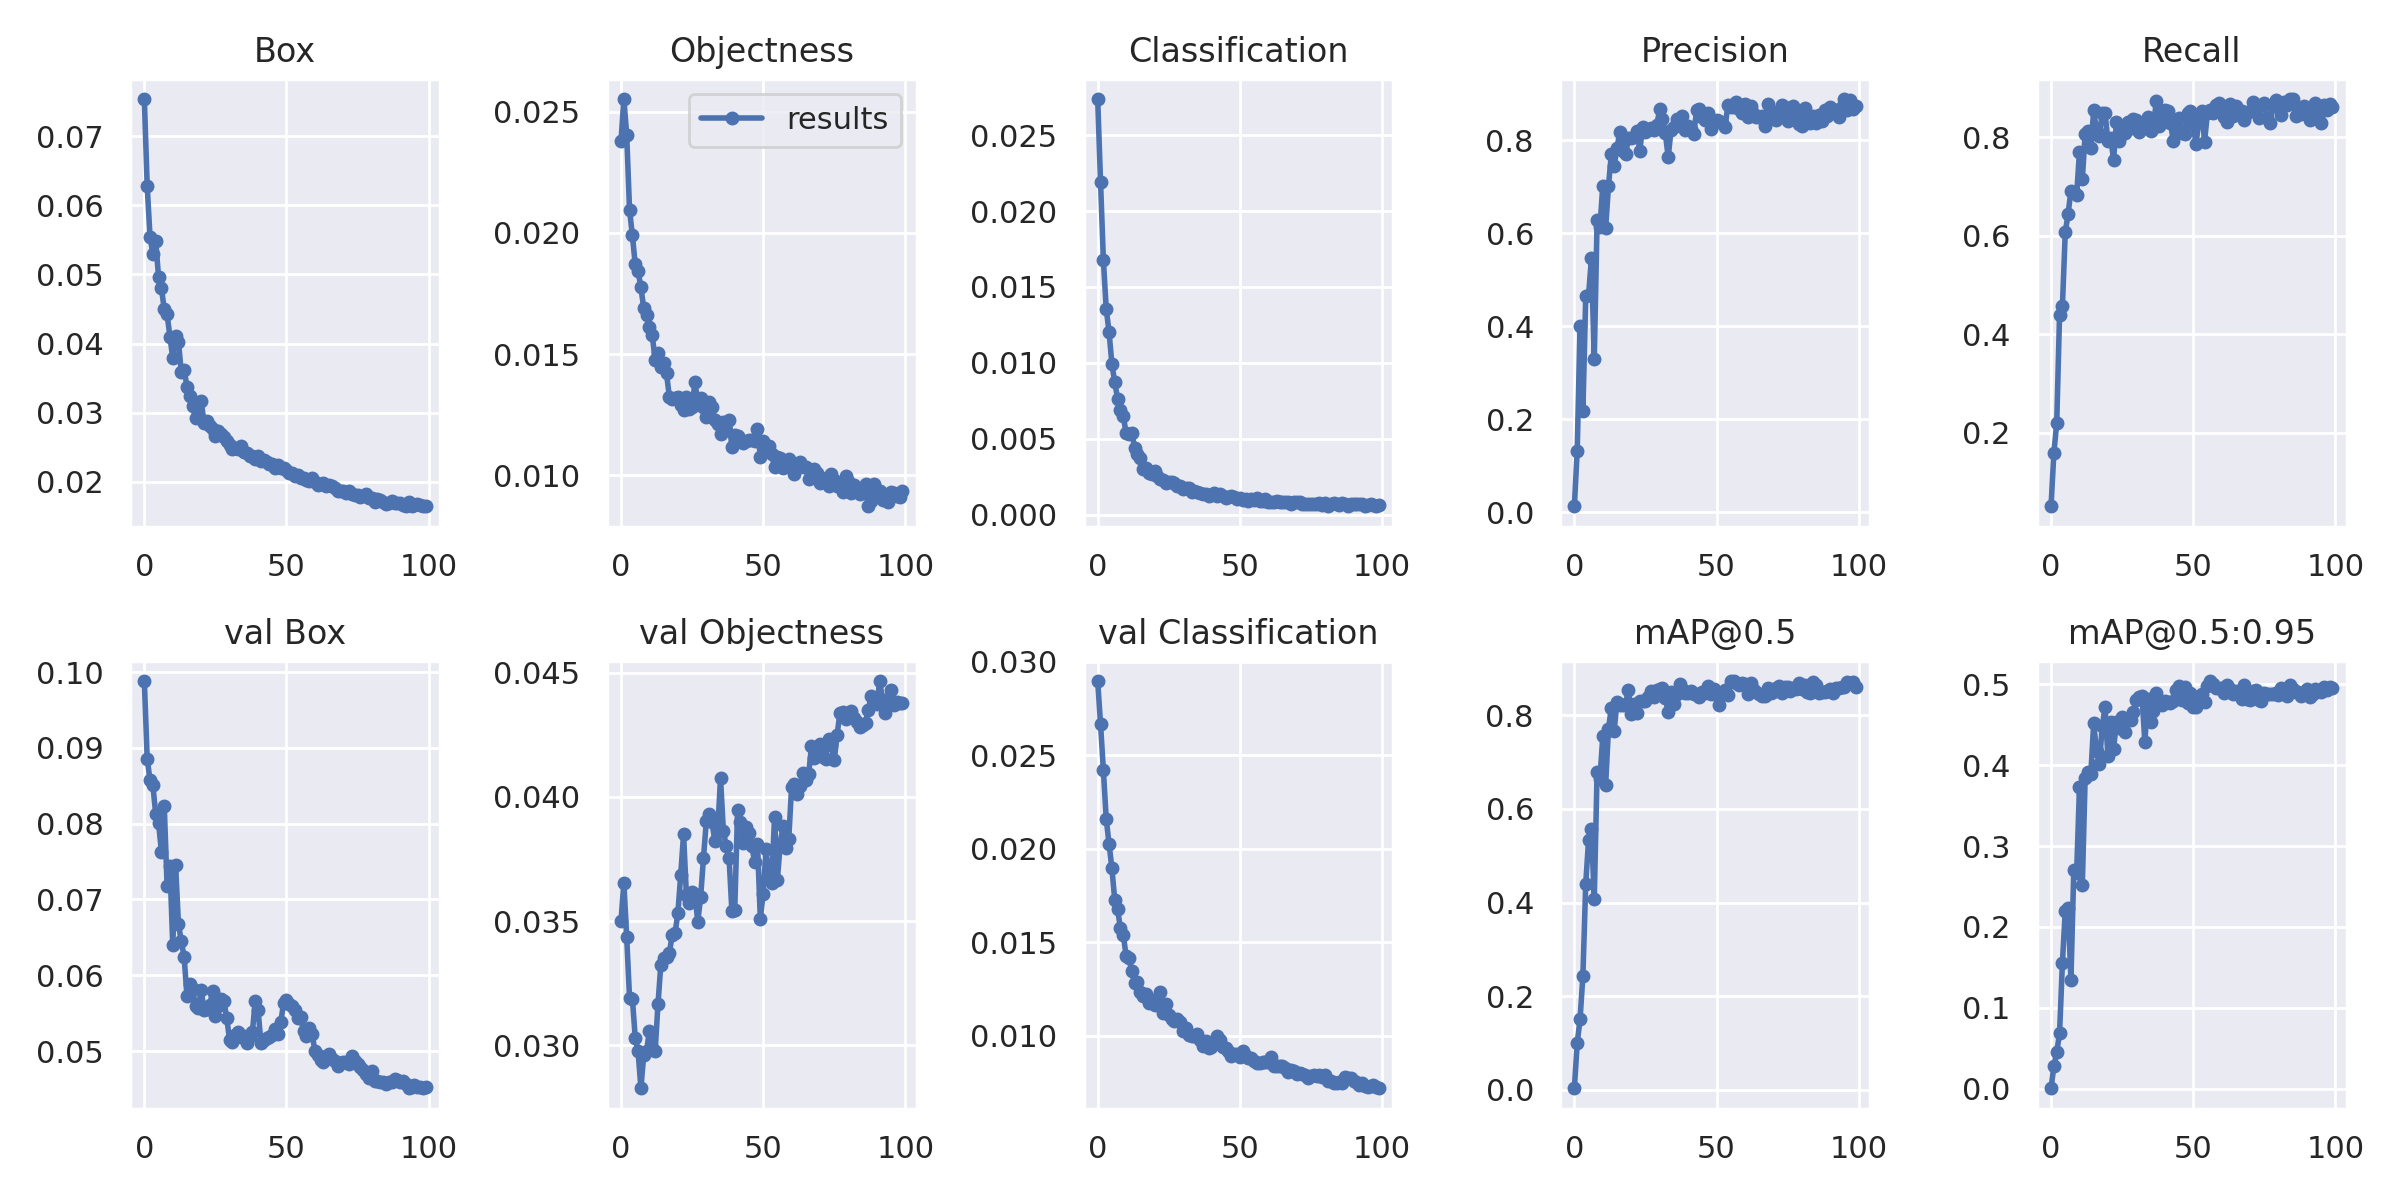 Box
0.07
0.06
0.05
0.04
0.03
0.02
0 50 100
Objectness
results
0.025
0.020
0.015
0.010
0 50 100
Classification
0.025
0.020
0.015
0.010
0.005
0.000
0 50 100
Precision
0.8
0.6
0.4
0.2
0.0
0 50 100
Recall
0.8
0.6
0.4
0.2
0 50 100
val Box
0.10
0.09
0.08
0.07
0.06
0.05
0 50 100
val Objectness
0.045
0.040
0.035
0.030
0 50 100
val Classification
0.030
0.025
0.020
0.015
0.010
0 50 100
mAP@0.5
0.8
0.6
0.4
0.2
0.0
0 50 100
mAP@0.5:0.95
0.5
0.4
0.3
0.2
0.1
0.0
0 50 100